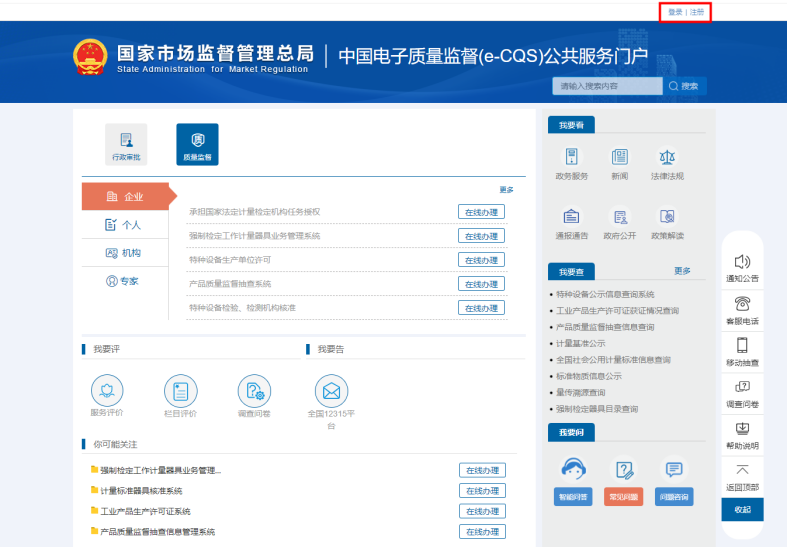 登录 | 注册
国家市场监督管理总局
State Administration for Market Regulation
中国电子质量监督(e-CQS)公共服务门户
请输入搜索内容
搜索
行政审批
质量监督
更多
企业
个人
机构
专家
承担国家法定计量检定机构任务授权
在线办理
强制检定工作计量器具业务管理系统
在线办理
特种设备生产单位许可
在线办理
产品质量监督抽查系统
在线办理
特种设备检验、检测机构核准
在线办理
我要评
服务评价
栏目评价
调查问卷
我要告
全国12315平
台
你可能关注
强制检定工作计量器具业务管理...
在线办理
计量标准器具核准系统
在线办理
工业产品生产许可证系统
在线办理
产品质量监督抽查信息管理系统
在线办理
我要看
政务服务
新闻
法律法规
通报通告
政府公开
政策解读
我要查
更多
• 特种设备公示信息查询系统
• 工业产品生产许可证获证情况查询
• 产品质量监督抽查信息查询
• 计量基准公示
• 全国社会公用计量标准信息查询
• 标准物质信息公示
• 量传溯源查询
• 强制检定器具目录查询
我要问
智能问答
常见问题
问题咨询
通知公告
客服电话
移动抽查
调查问卷
帮助说明
返回顶部
收起